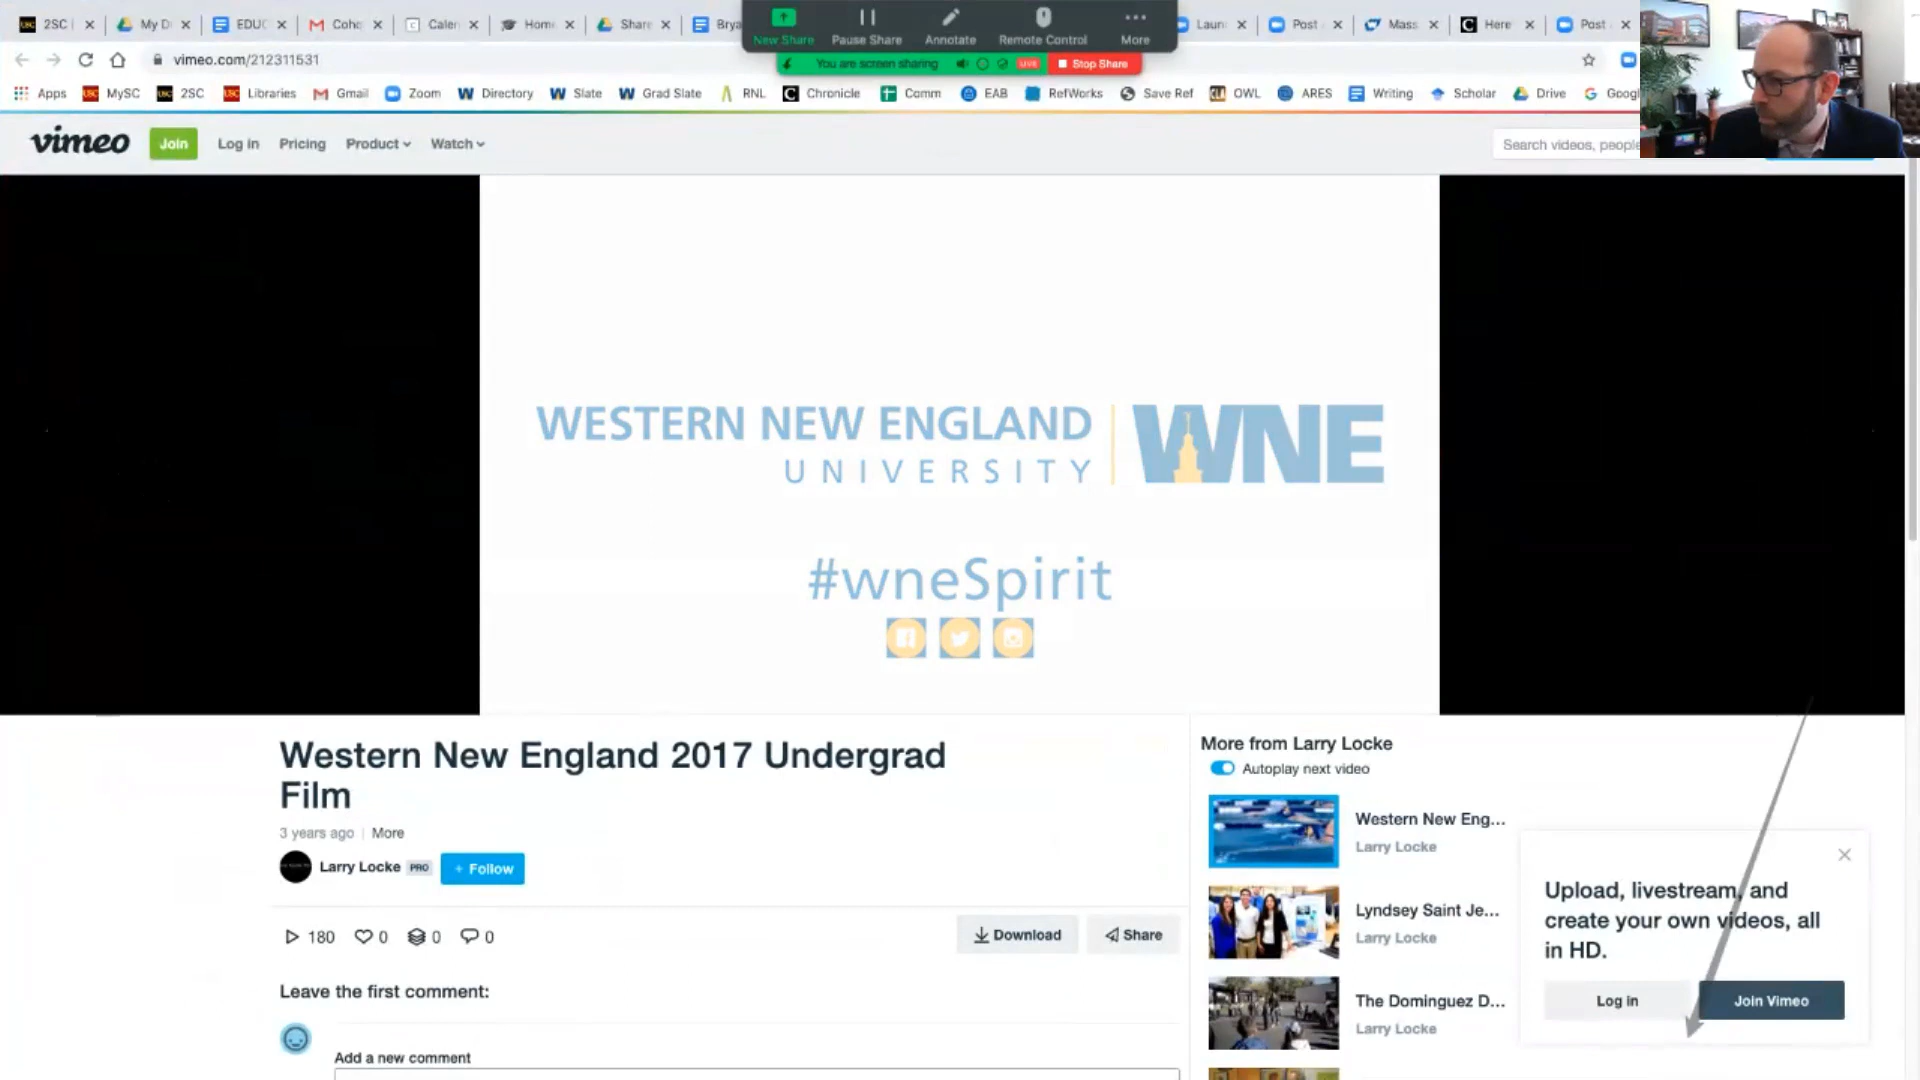 2SC
My D
EDUC
Coho
Calen
Home
Share
Brya
New Share
Pause Share
Annotate
Remote Control
More
Laun
Post
Mass
Here
Post
vimeo.com/212311531
You are screen sharing
LIVE
Stop Share
Apps
MySC
2SC
Libraries
Gmail
Zoom
Directory
Slate
Grad Slate
RNL
Chronicle
Comm
EAB
RefWorks
Save Ref
OWL
ARES
Writing
Scholar
Drive
Googl
vimeo
Join
Log in
Pricing
Product
Watch
Search videos, people
WESTERN NEW ENGLAND
UNIVERSITY
WNE
#wneSpirit
Western New England 2017 Undergrad
Film
3 years ago | More
Larry Locke PRO
+ Follow
180
0
0
0
Download
Share
Leave the first comment:
Add a new comment
More from Larry Locke
Autoplay next video
Western New Eng...
Larry Locke
Lyndsey Saint Je...
Larry Locke
The Dominguez D...
Larry Locke
Upload, livestream, and
create your own videos, all
in HD.
Log in
Join Vimeo